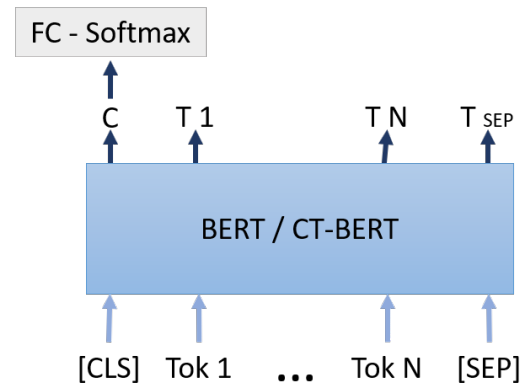 FC - Softmax
C T 1 T N T SEP
BERT / CT-BERT
[CLS] Tok 1 ... Tok N [SEP]